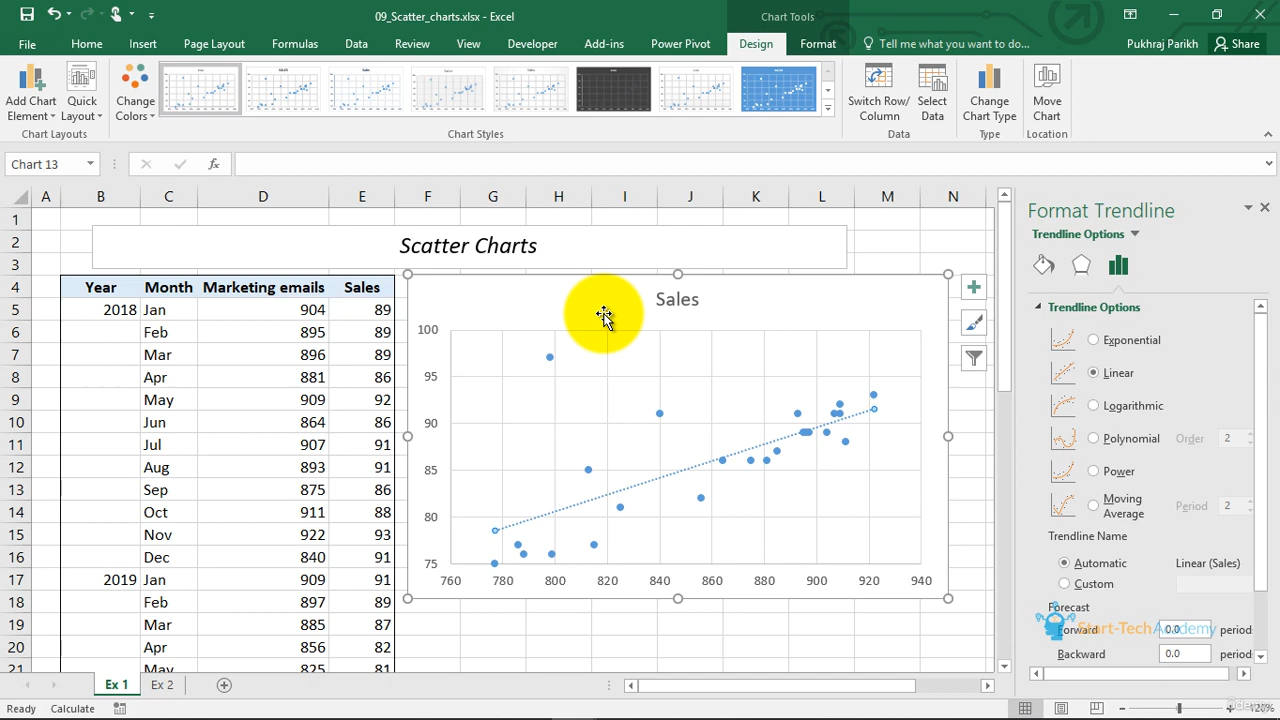 09_Scatter_charts.xlsx - Excel
Chart Tools
File Home Insert Page Layout Formulas Data Review View Developer Add-ins Power Pivot Design Format Tell me what you want to do... Pukhraj Parikh Share
Add Chart Element
Quick Layout
Change Colors
Switch Row/ Column
Select Data
Change Chart Type
Move Chart
Chart Layouts Chart Styles Data Type Location
Chart 13 fx
A B C D E F G H I J K L M N
1
2 Scatter Charts
3
4 Year Month Marketing emails Sales
5 2018 Jan 904 89
6 Feb 895 89
7 Mar 896 89
8 Apr 881 86
9 May 909 92
10 Jun 864 86
11 Jul 907 91
12 Aug 893 91
13 Sep 875 86
14 Oct 911 88
15 Nov 922 93
16 Dec 840 91
17 2019 Jan 909 91
18 Feb 897 89
19 Mar 885 87
20 Apr 856 82
21 May 825 81
Sales
100
95
90
85
80
75
760 780 800 820 840 860 880 900 920 940
Format Trendline
Trendline Options
Trendline Options
Exponential
Linear
Logarithmic
Polynomial Order 2
Power
Moving Average Period 2
Trendline Name
Automatic Linear (Sales)
Custom
Forecast
Start-Tech Academy
Forward 0.0 period
Backward 0.0 period
Ex 1 Ex 2
Ready Calculate 120%